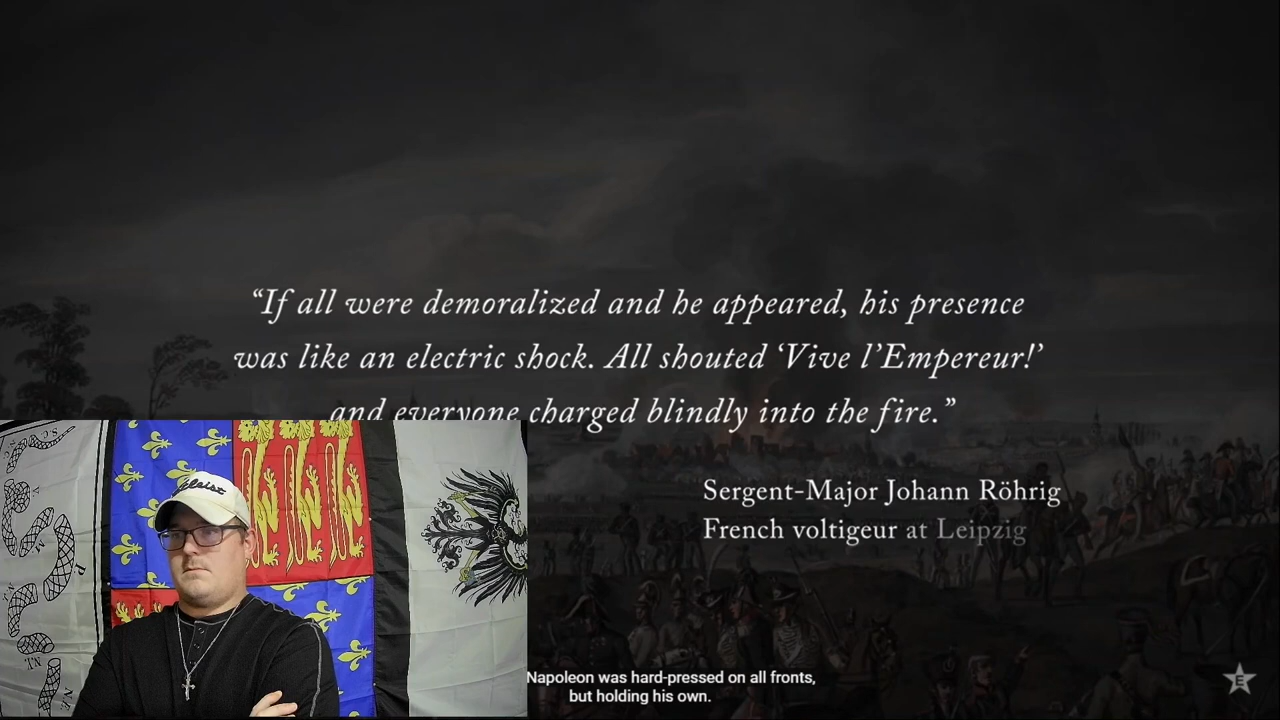 “If all were demoralized and he appeared, his presence
was like an electric shock. All shouted ‘Vive l’Empereur!’
and everyone charged blindly into the fire.”
Sergent-Major Johann Röhrig
French voltigeur at Leipzig
Titleist
Napoleon was hard-pressed on all fronts,
but holding his own.
E